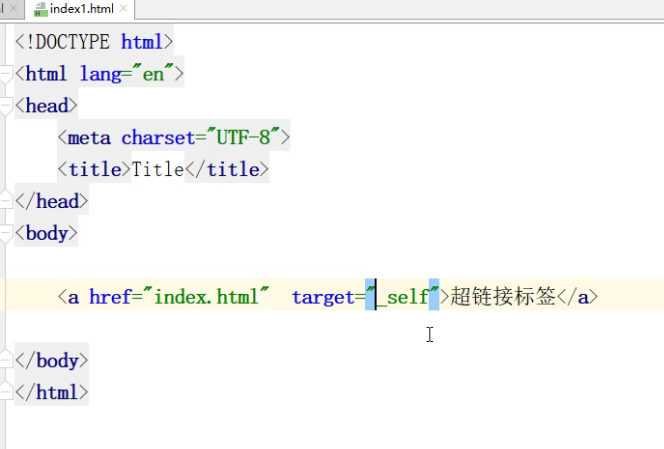 index1.html
<!DOCTYPE html>
<html lang="en">
<head>
<meta charset="UTF-8">
<title>Title</title>
</head>
<body>
<a href="index.html"  target="_self">超链接标签</a>
</body>
</html>